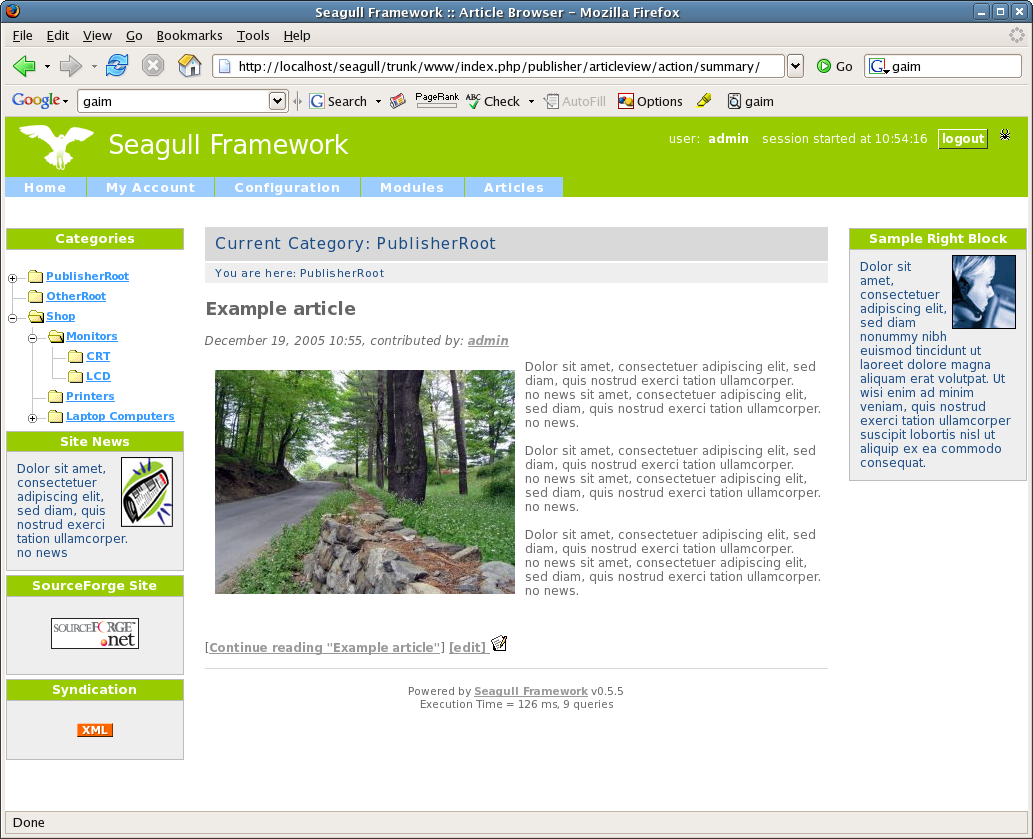 Seagull Framework :: Article Browser - Mozilla Firefox
File Edit View Go Bookmarks Tools Help
http://localhost/seagull/trunk/www/index.php/publisher/articleview/action/summary/
Go
gaim
Google
gaim
Search
PageRank
ABC
Check
AutoFill
Options
gaim
Seagull Framework
user: admin session started at 10:54:16 logout
Home My Account Configuration Modules Articles
Categories
PublisherRoot
OtherRoot
Shop
Monitors
CRT
LCD
Printers
Laptop Computers
Site News
Dolor sit amet,
consectetuer
adipiscing elit,
sed diam, quis
nostrud exerci
tation ullamcorper.
no news
SourceForge Site
SOURCEFORGE
.net
Syndication
XML
Current Category: PublisherRoot
You are here: PublisherRoot
Example article
December 19, 2005 10:55, contributed by: admin
Dolor sit amet, consectetuer adipiscing elit, sed
diam, quis nostrud exerci tation ullamcorper.
no news sit amet, consectetuer adipiscing elit,
sed diam, quis nostrud exerci tation ullamcorper.
no news.
Dolor sit amet, consectetuer adipiscing elit, sed
diam, quis nostrud exerci tation ullamcorper.
no news sit amet, consectetuer adipiscing elit,
sed diam, quis nostrud exerci tation ullamcorper.
no news.
Dolor sit amet, consectetuer adipiscing elit, sed
diam, quis nostrud exerci tation ullamcorper.
no news sit amet, consectetuer adipiscing elit,
sed diam, quis nostrud exerci tation ullamcorper.
no news.
[Continue reading "Example article"] [edit]
Powered by Seagull Framework v0.5.5
Execution Time = 126 ms, 9 queries
Sample Right Block
Dolor sit
amet,
consectetuer
adipiscing elit,
sed diam
nonummy nibh
euismod tincidunt ut
laoreet dolore magna
aliquam erat volutpat. Ut
wisi enim ad minim
veniam, quis nostrud
exerci tation ullamcorper
suscipit lobortis nisl ut
aliquip ex ea commodo
consequat.
Done